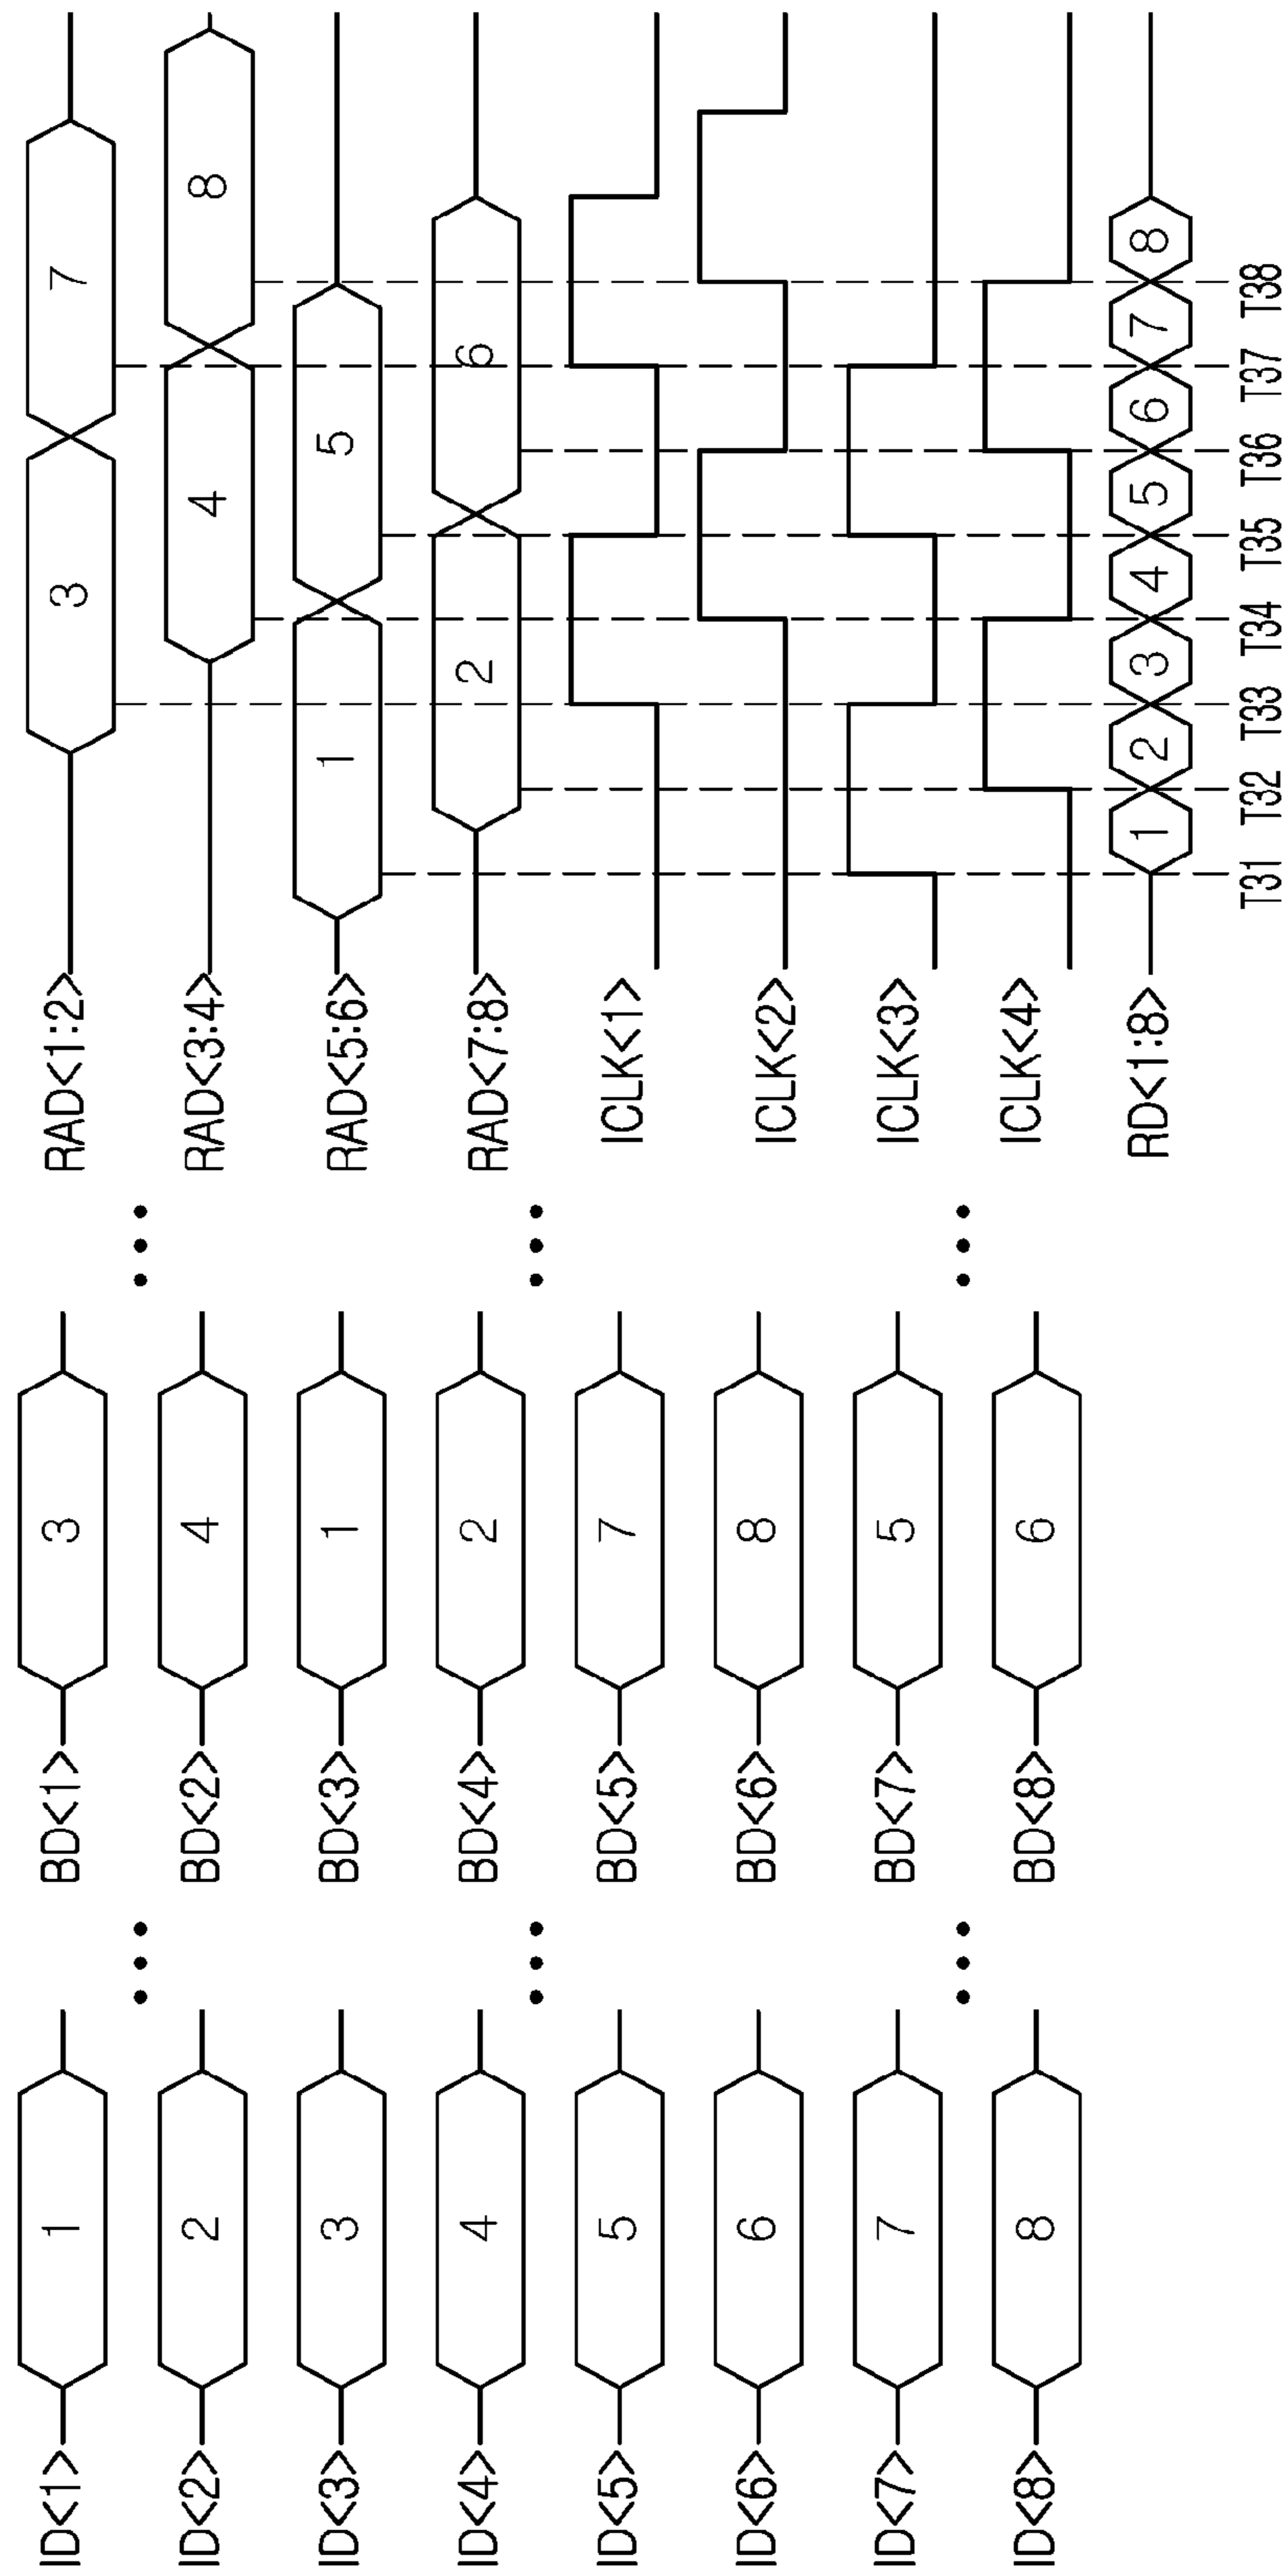 ID<1> 1
ID<2> 2
ID<3> 3
ID<4> 4
ID<5> 5
ID<6> 6
ID<7> 7
ID<8> 8
BD<1> 3
BD<2> 4
BD<3> 1
BD<4> 2
BD<5> 7
BD<6> 8
BD<7> 5
BD<8> 6
RAD<1:2> 3 7
RAD<3:4> 4 8
RAD<5:6> 1 5
RAD<7:8> 2 6
ICLK<1>
ICLK<2>
ICLK<3>
ICLK<4>
RD<1:8> 1 2 3 4 5 6 7 8
T31 T32 T33 T34 T35 T36 T37 T38